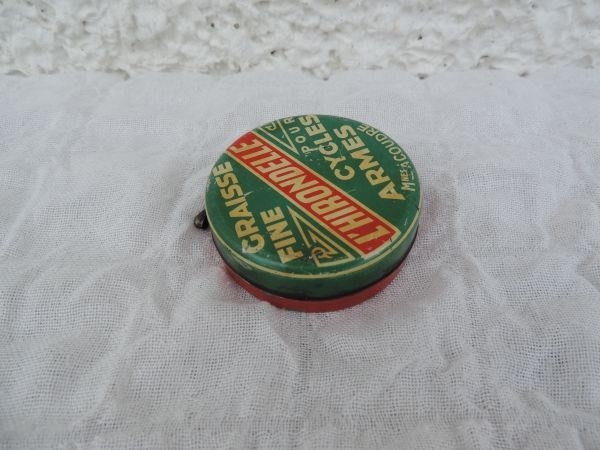 GRAISSE
FINE
L'HIRONDELLE
POUR
CYCLES
ARMES
MNES À COUDRE